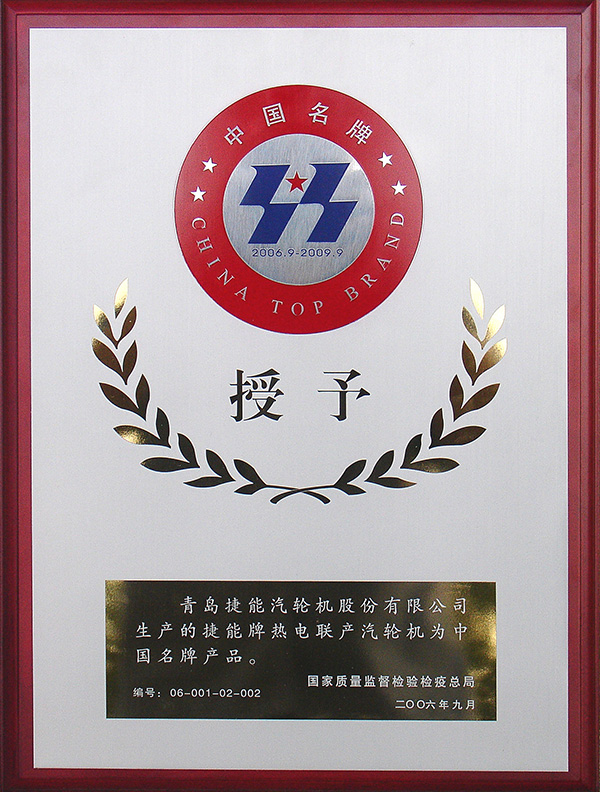 中国名牌
2006.9-2009.9
CHINA TOP BRAND
授予
青岛捷能汽轮机股份有限公司
生产的捷能牌热电联产汽轮机为中
国名牌产品。
国家质量监督检验检疫总局
编号：06-001-02-002
二〇〇六年九月